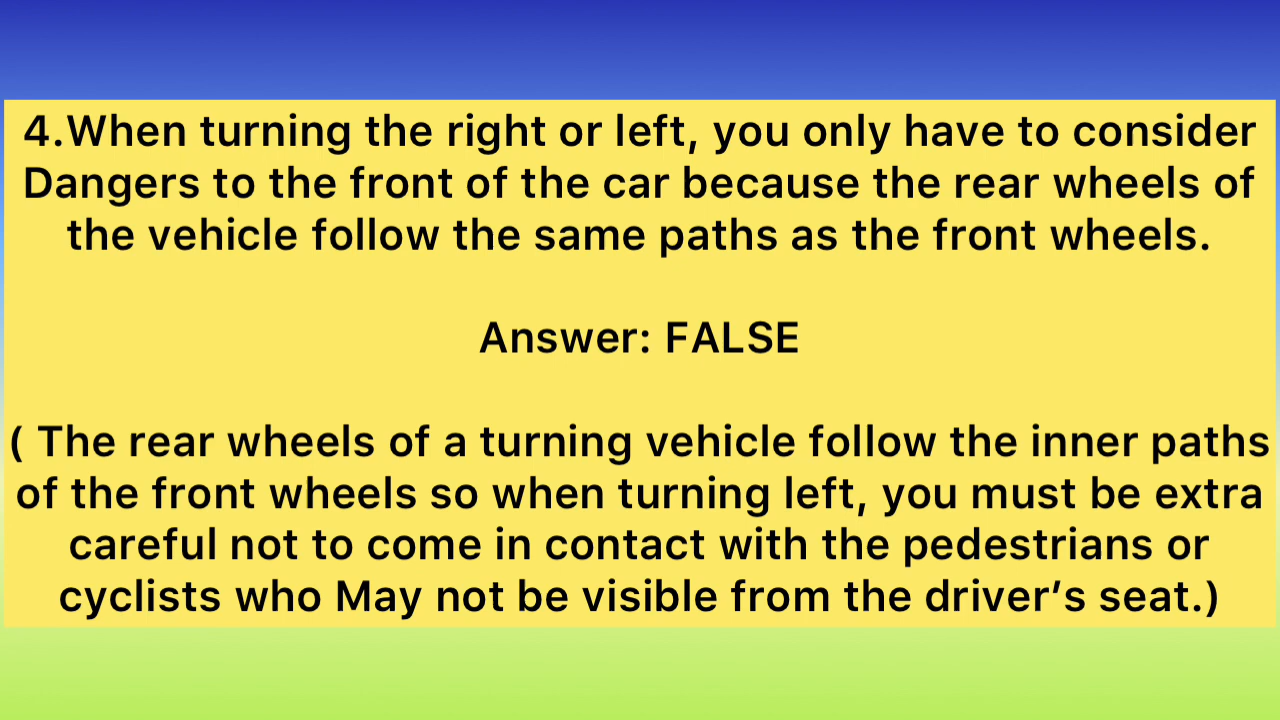 4.When turning the right or left, you only have to consider
Dangers to the front of the car because the rear wheels of
the vehicle follow the same paths as the front wheels.
Answer: FALSE
( The rear wheels of a turning vehicle follow the inner paths
of the front wheels so when turning left, you must be extra
careful not to come in contact with the pedestrians or
cyclists who May not be visible from the driver’s seat.)